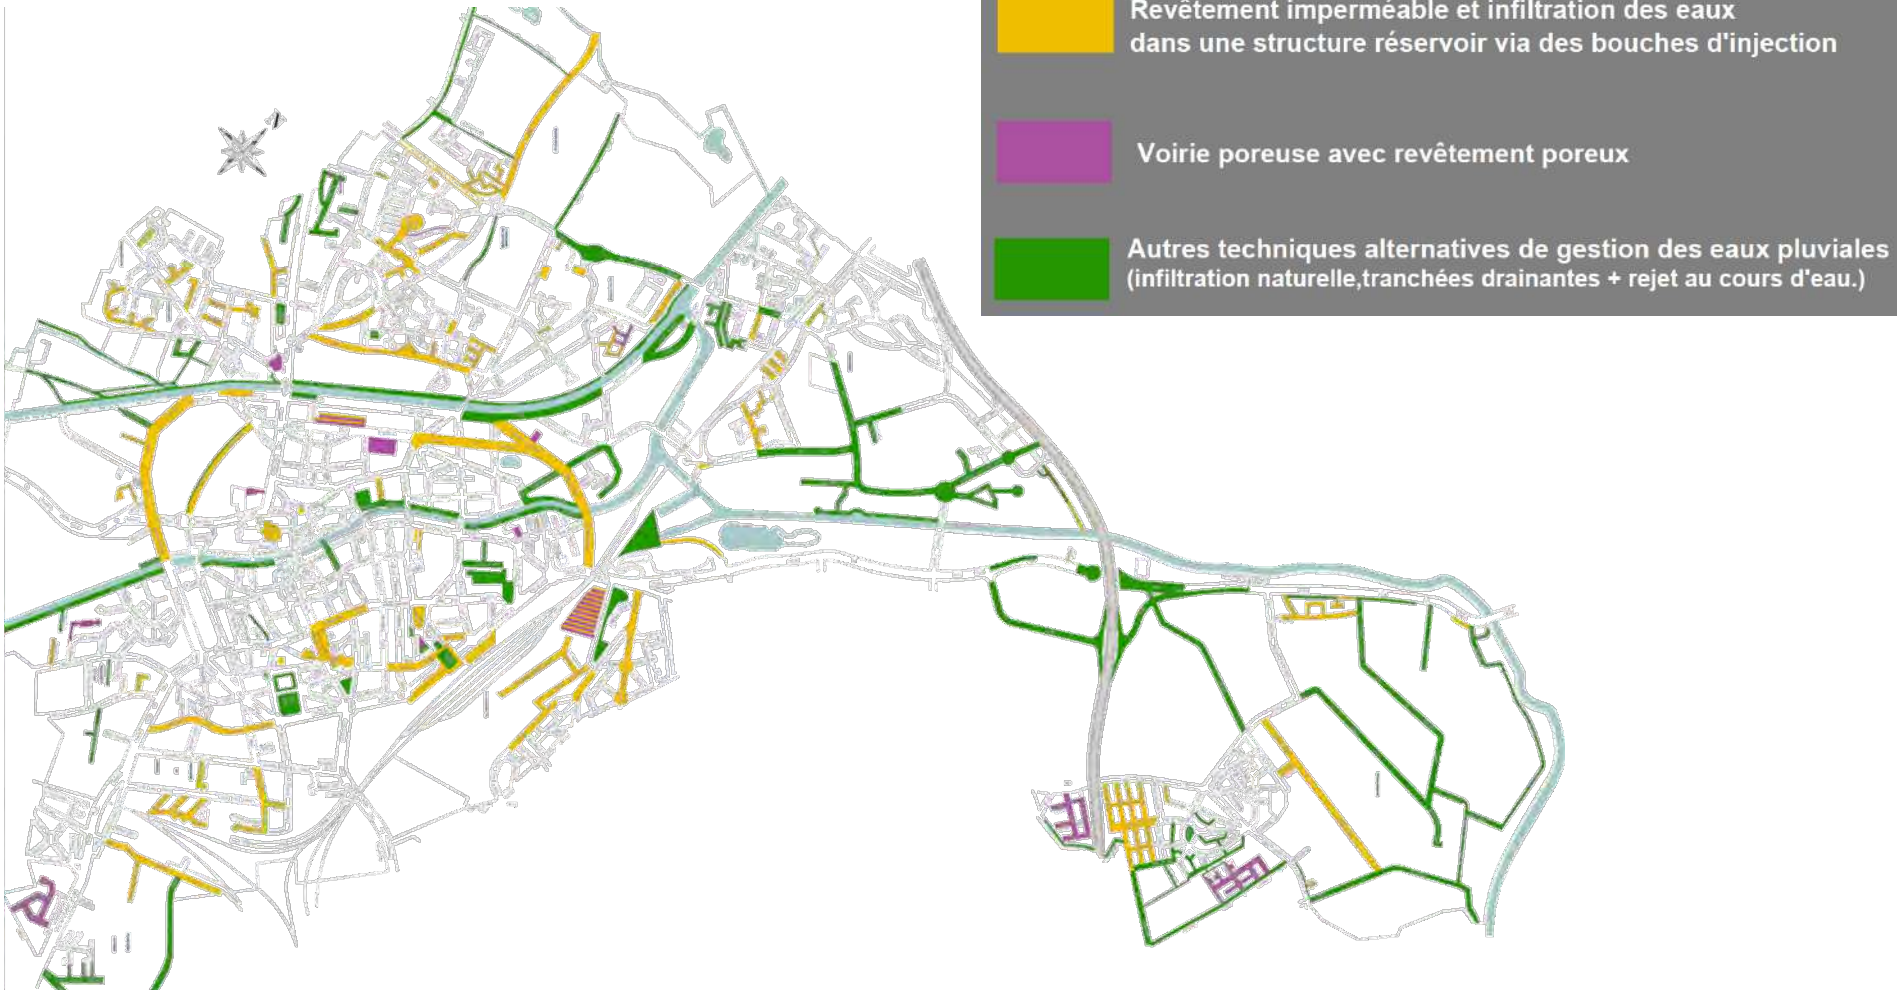 Revêtement imperméable et infiltration des eaux
dans une structure réservoir via des bouches d'injection
Voirie poreuse avec revêtement poreux
Autres techniques alternatives de gestion des eaux pluviales
(infiltration naturelle,tranchées drainantes + rejet au cours d'eau.)